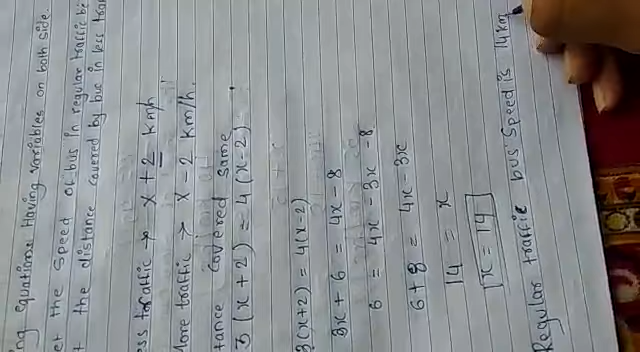 ng equations Having variables on both side.
et the speed of bus in regular traffic be
t the distance covered by bus in less tra
ess traffic → x + 2 km/h
More traffic → x - 2 km/h.
tance covered same
3 (x + 2) = 4 (x - 2)
3(x+2) = 4(x-2)
3x + 6 = 4x - 8
6 = 4x - 3x - 8
6 + 8 = 4x - 3x
14 = x
x = 14
Regular traffic bus speed is 14 km